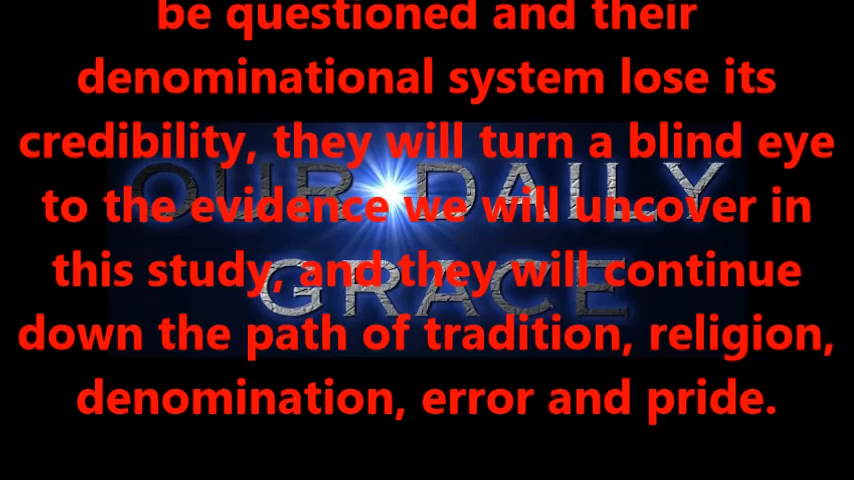 be questioned and their
denominational system lose its
credibility, they will turn a blind eye
to the evidence we will uncover in
this study, and they will continue
down the path of tradition, religion,
denomination, error and pride.
OUR DAILY
GRACE